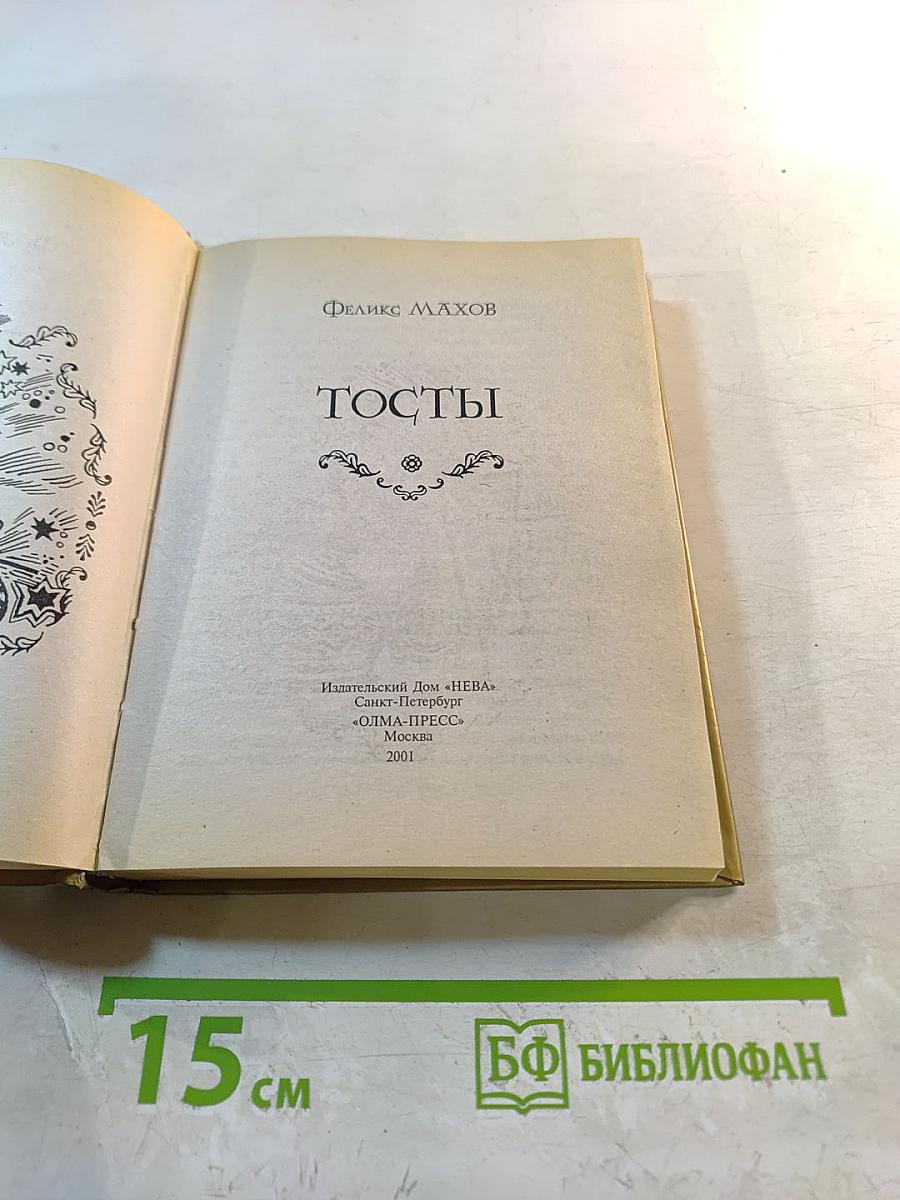 Феликс МАХОВ
ТОСТЫ
Издательский Дом «НЕВА»
Санкт-Петербург
«ОЛМА-ПРЕСС»
Москва
2001
15 см
БФ БИБЛИОФАН